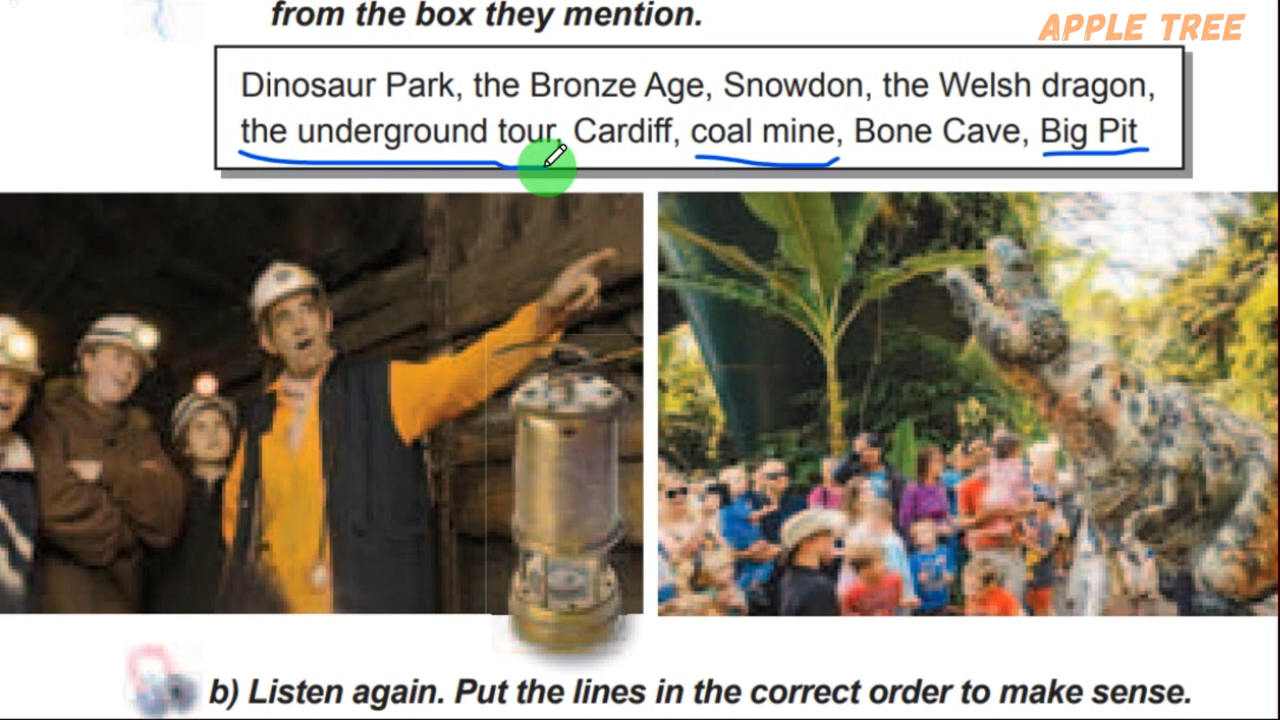 from the box they mention.
APPLE TREE
Dinosaur Park, the Bronze Age, Snowdon, the Welsh dragon,
the underground tour, Cardiff, coal mine, Bone Cave, Big Pit
b) Listen again. Put the lines in the correct order to make sense.